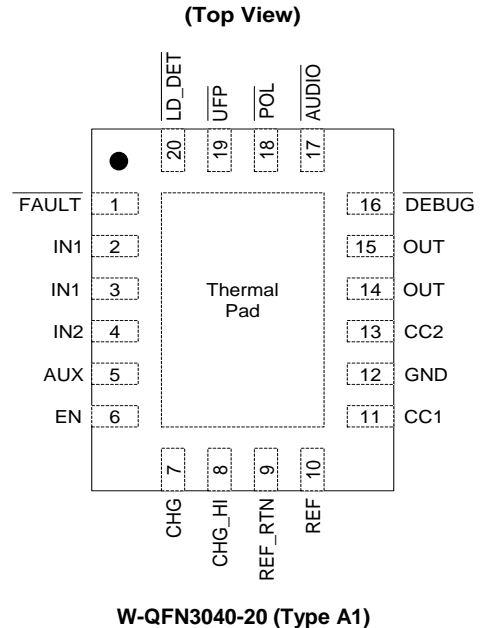 (Top View)
LD_DET
UFP
POL
AUDIO
20
19
18
17
FAULT 1
16 DEBUG
IN1 2
15 OUT
IN1 3
14 OUT
IN2 4
13 CC2
AUX 5
12 GND
EN 6
11 CC1
Thermal
Pad
7
8
9
10
CHG
CHG_HI
REF_RTN
REF
W-QFN3040-20 (Type A1)